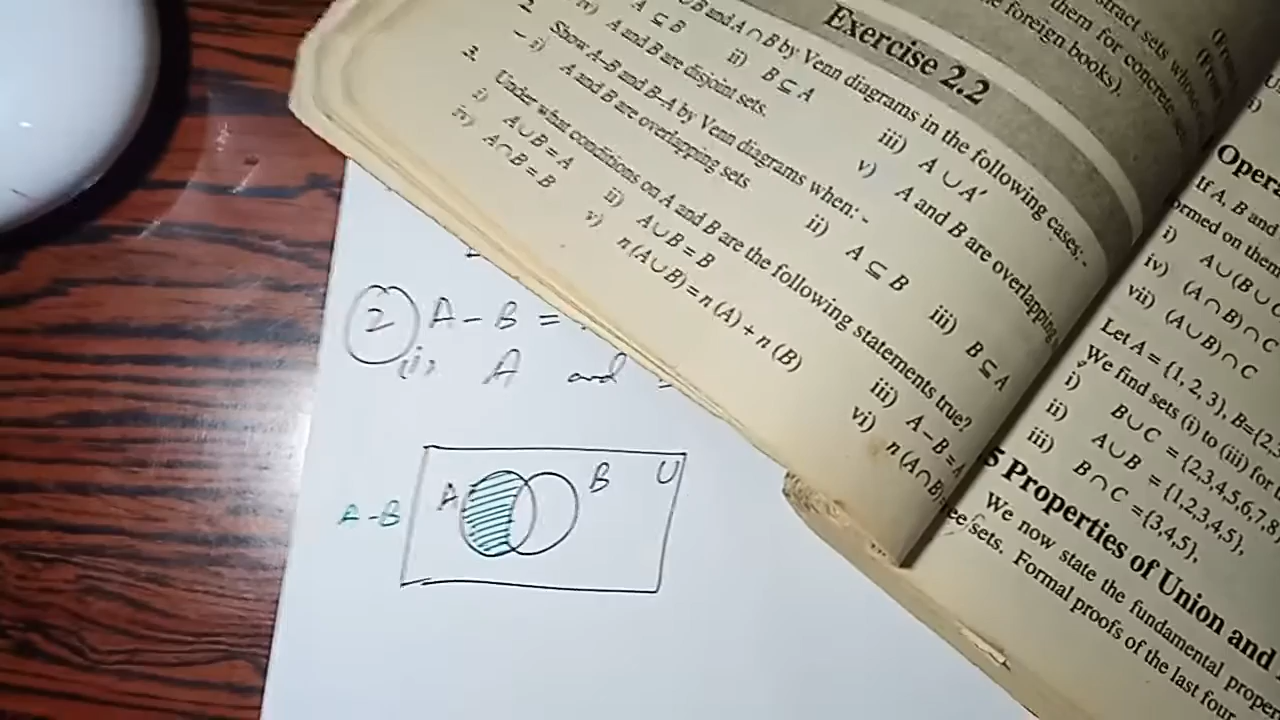 Exercise 2.2
∪B and A∩B by Venn diagrams in the following cases:-
A ⊆ B ii) B ⊆ A iii) A ∪ A′
iv) A and B are disjoint sets. v) A and B are overlapping
2. Show A–B and B–A by Venn diagrams when:-
i) A and B are overlapping sets ii) A ⊆ B iii) B ⊆ A
3. Under what conditions on A and B are the following statements true?
i) A∪B = A ii) A∪B = B iii) A – B = A
iv) A∩B = B v) n(A∪B) = n(A) + n(B) vi) n(A∩B)
stract sets whose
them for concrete
e foreign books).
Opera
If A, B and
ormed on them
i) A∪(B∪C
iv) (A∩B)∩C
vii) (A∪B)∩C
Let A = {1, 2, 3}, B={2,3
We find sets (i) to (iii) for
i) B∪C = {2,3,4,5,6,7,8}
ii) A∪B = {1,2,3,4,5},
iii) B∩C ={3,4,5},
5 Properties of Union and
We now state the fundamental proper
ee sets. Formal proofs of the last four
2 A – B =
(i) A and
A – B
A B U